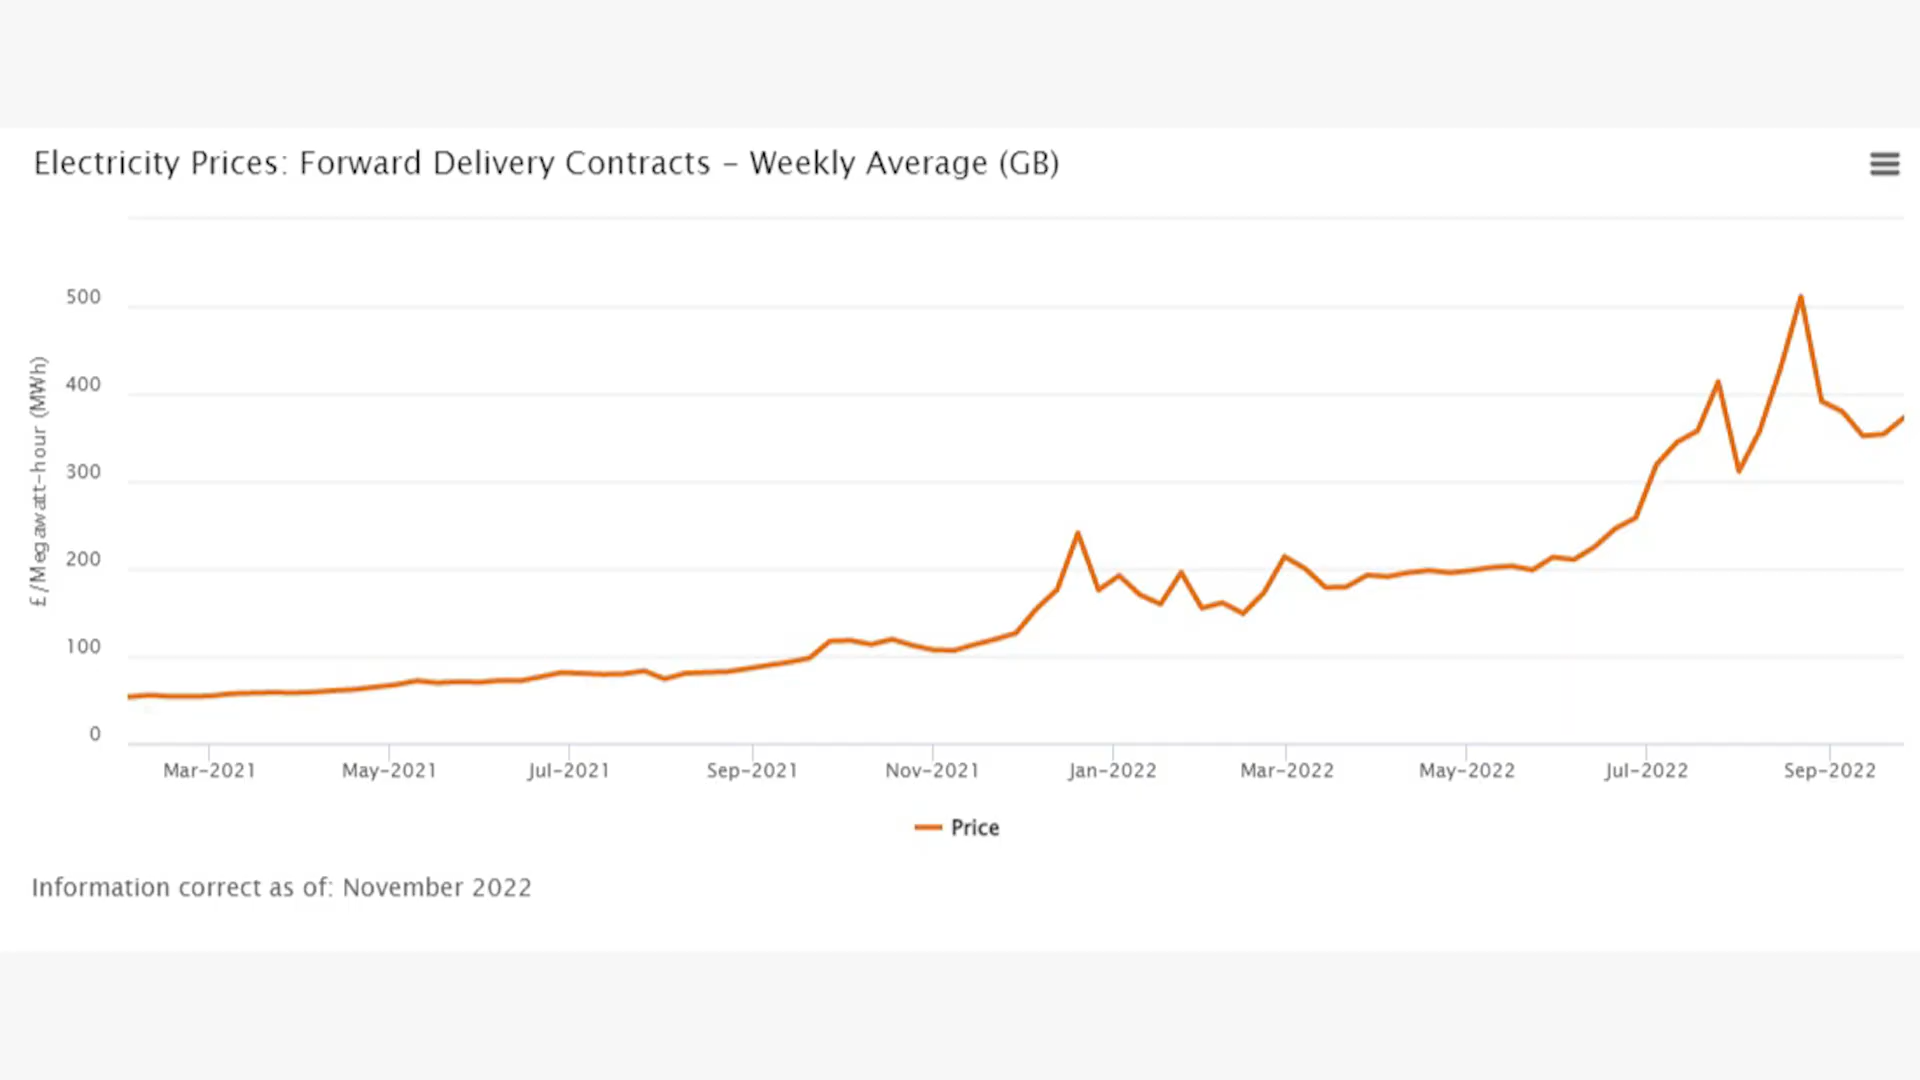 Electricity Prices: Forward Delivery Contracts – Weekly Average (GB)
£/Megawatt-hour (MWh)
500
400
300
200
100
0
Mar-2021 May-2021 Jul-2021 Sep-2021 Nov-2021 Jan-2022 Mar-2022 May-2022 Jul-2022 Sep-2022
Price
Information correct as of: November 2022